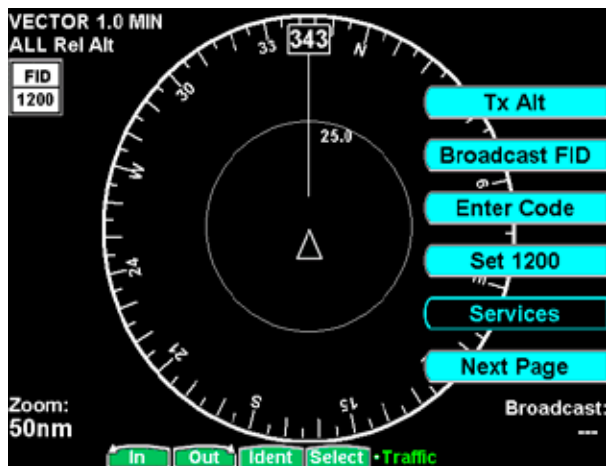 VECTOR 1.0 MIN
ALL Rel Alt
FID
1200
343
33
N
30
W
24
21
S
15
6
E
25.0
Tx Alt
Broadcast FID
Enter Code
Set 1200
Services
Next Page
Zoom:
50nm
Broadcast:
---
In
Out
Ident
Select
•Traffic